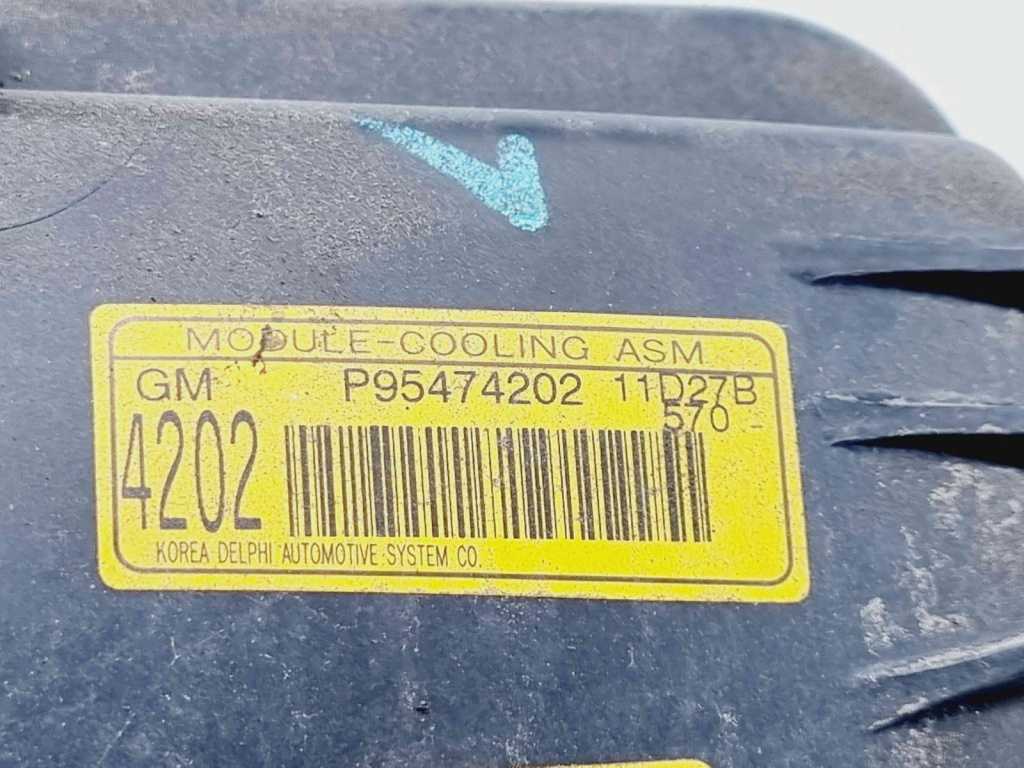 MODULE-COOLING ASM
GM P95474202 11D27B
570 -
4202
KOREA DELPHI AUTOMOTIVE SYSTEM CO.